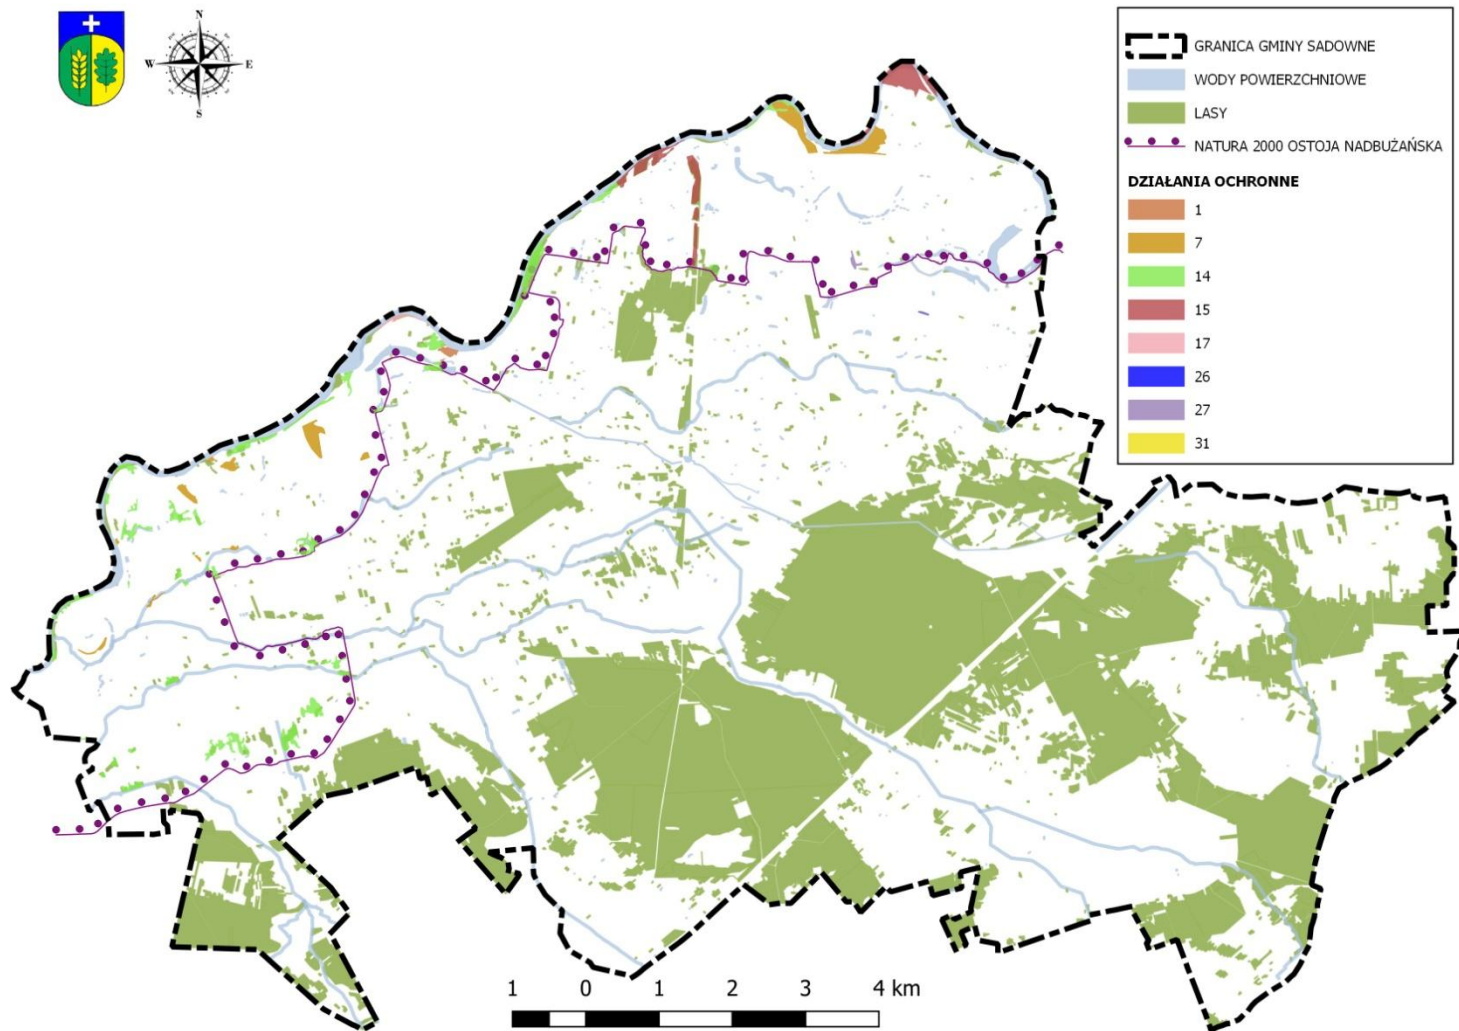 N
W
E
S
GRANICA GMINY SADOWNE
WODY POWIERZCHNIOWE
LASY
NATURA 2000 OSTOJA NADBUŻAŃSKA
DZIAŁANIA OCHRONNE
1
7
14
15
17
26
27
31
1 0 1 2 3 4 km